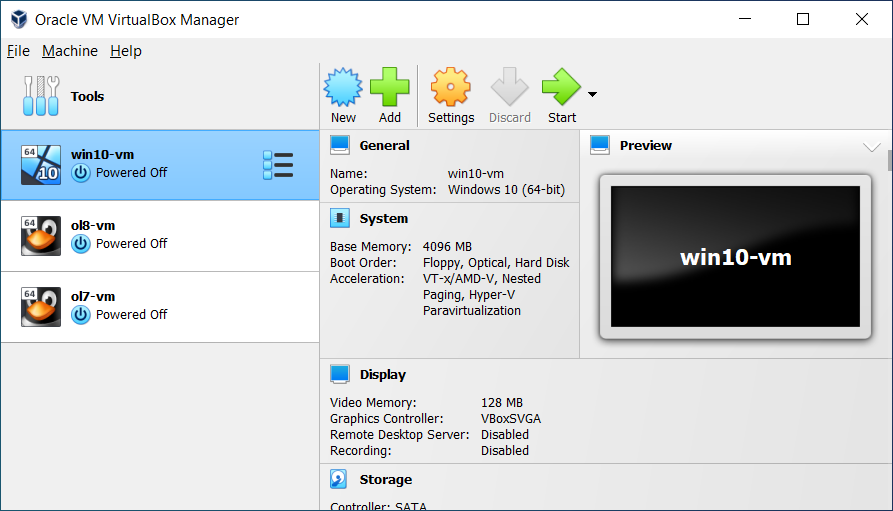 Oracle VM VirtualBox Manager
File Machine Help
Tools
New Add Settings Discard Start
64
10
win10-vm
Powered Off
64
ol8-vm
Powered Off
64
ol7-vm
Powered Off
General
Name: win10-vm
Operating System: Windows 10 (64-bit)
System
Base Memory: 4096 MB
Boot Order: Floppy, Optical, Hard Disk
Acceleration: VT-x/AMD-V, Nested
Paging, Hyper-V
Paravirtualization
Preview
win10-vm
Display
Video Memory: 128 MB
Graphics Controller: VBoxSVGA
Remote Desktop Server: Disabled
Recording: Disabled
Storage
Controller: SATA